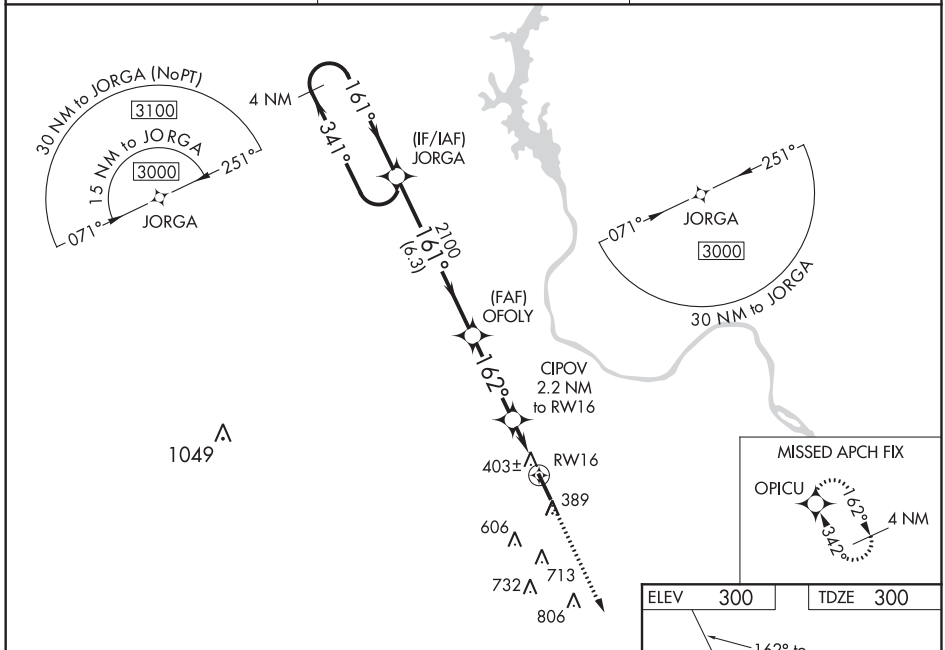 30 NM to JORGA (NoPT)
3100
15 NM to JORGA
3000
251°
071°
JORGA
4 NM
161°
341°
(IF/IAF)
JORGA
2100
161°
(6.3)
(FAF)
OFOLY
162°
CIPOV
2.2 NM
to RW16
251°
071°
JORGA
3000
30 NM to JORGA
1049
403±
RW16
389
606
713
732
806
MISSED APCH FIX
OPICU
162°
342°
4 NM
ELEV 300
TDZE 300
162° to